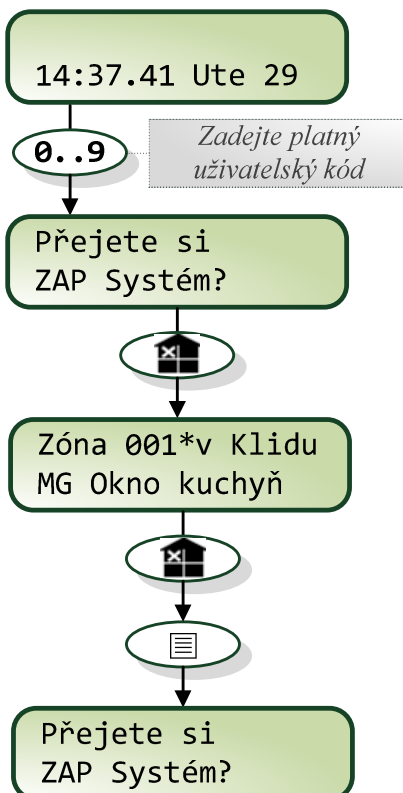 14:37.41 Ute 29
0..9
Zadejte platný
uživatelský kód
Přejete si
ZAP Systém?
Zóna 001*v Klidu
MG Okno kuchyň
Přejete si
ZAP Systém?